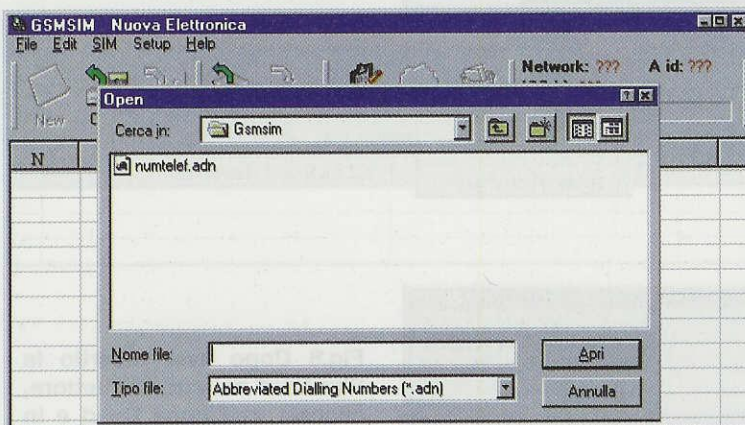 GSMSIM Nuova Elettronica
File Edit SIM Setup Help
Network: ??? A id: ???
New
Open
Cerca in: Gsmsim
N
numtelef.adn
Nome file: Apri
Tipo file: Abbreviated Dialling Numbers (*.adn) Annulla